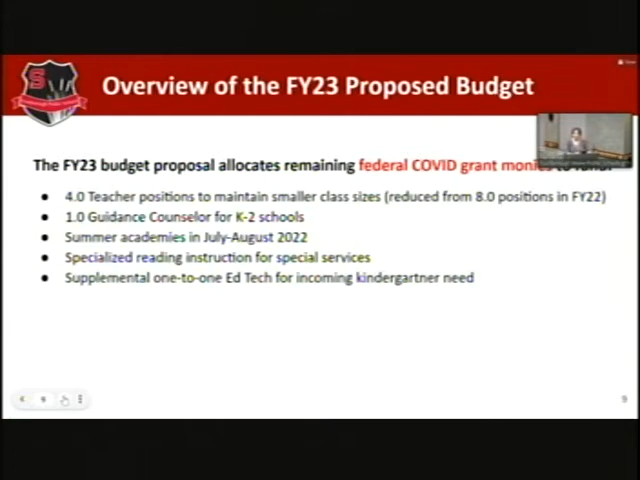 S
Overview of the FY23 Proposed Budget
The FY23 budget proposal allocates remaining federal COVID grant monies to fund:
4.0 Teacher positions to maintain smaller class sizes (reduced from 8.0 positions in FY22)
1.0 Guidance Counselor for K-2 schools
Summer academies in July-August 2022
Specialized reading instruction for special services
Supplemental one-to-one Ed Tech for incoming kindergartner need
9
9